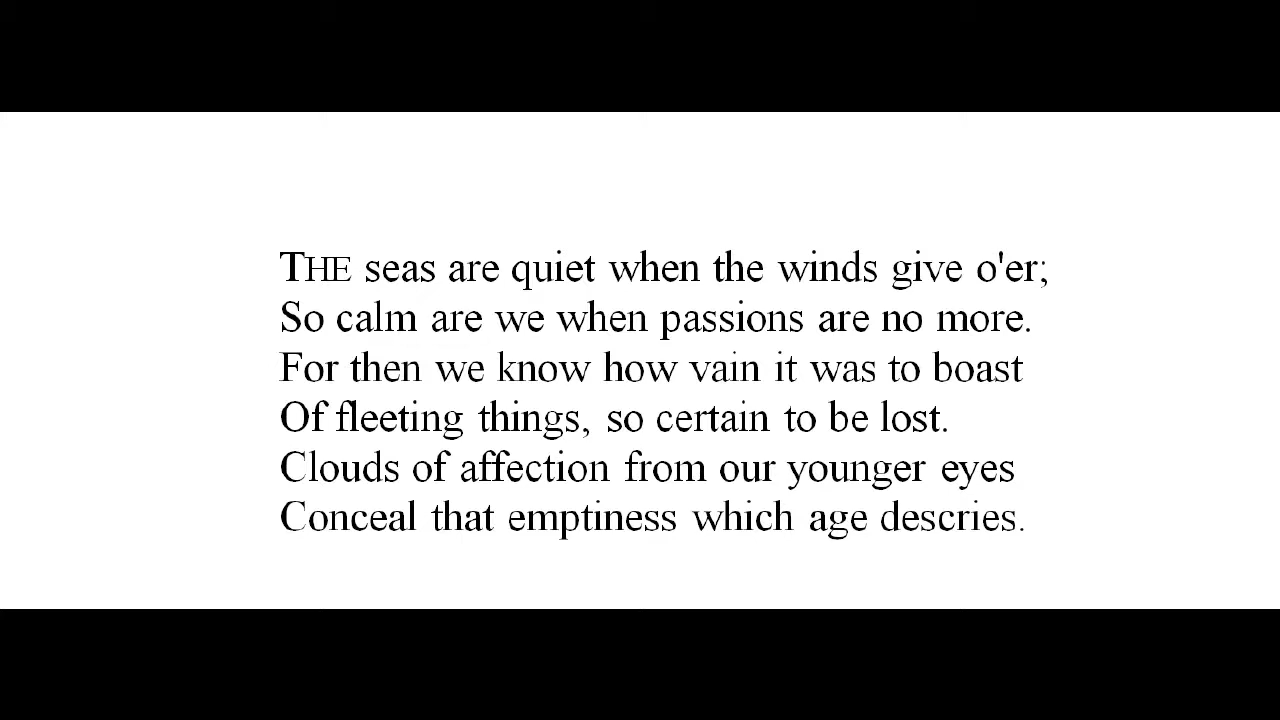 THE seas are quiet when the winds give o'er;
So calm are we when passions are no more.
For then we know how vain it was to boast
Of fleeting things, so certain to be lost.
Clouds of affection from our younger eyes
Conceal that emptiness which age descries.